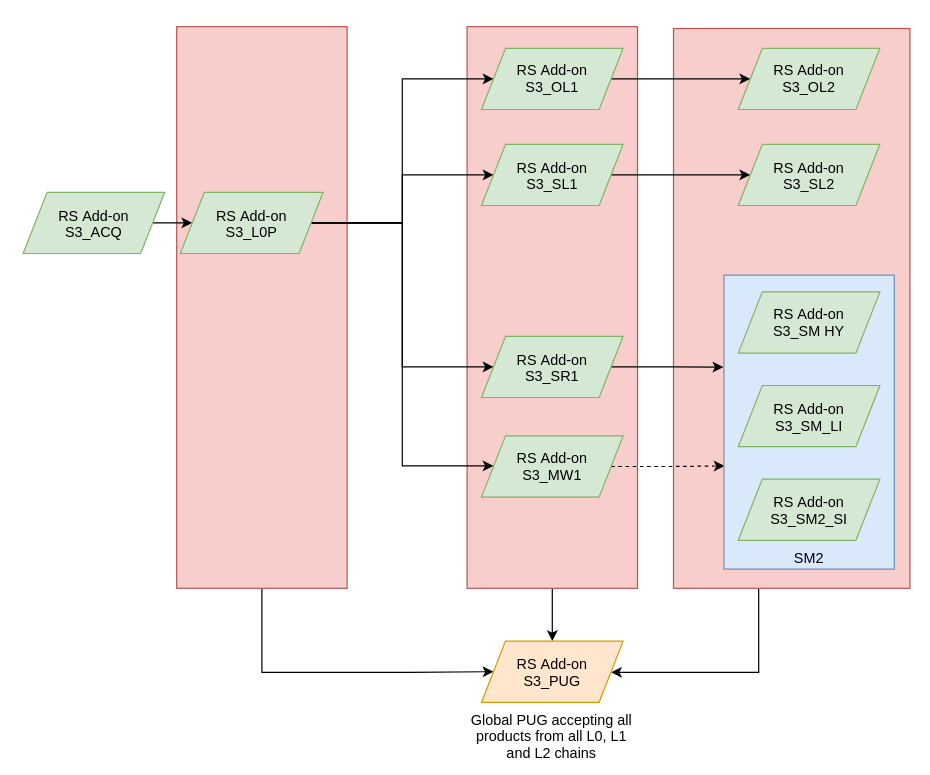 RS Add-on
S3_ACQ
RS Add-on
S3_L0P
RS Add-on
S3_OL1
RS Add-on
S3_SL1
RS Add-on
S3_SR1
RS Add-on
S3_MW1
RS Add-on
S3_OL2
RS Add-on
S3_SL2
RS Add-on
S3_SM HY
RS Add-on
S3_SM_LI
RS Add-on
S3_SM2_SI
SM2
RS Add-on
S3_PUG
Global PUG accepting all
products from all L0, L1
and L2 chains